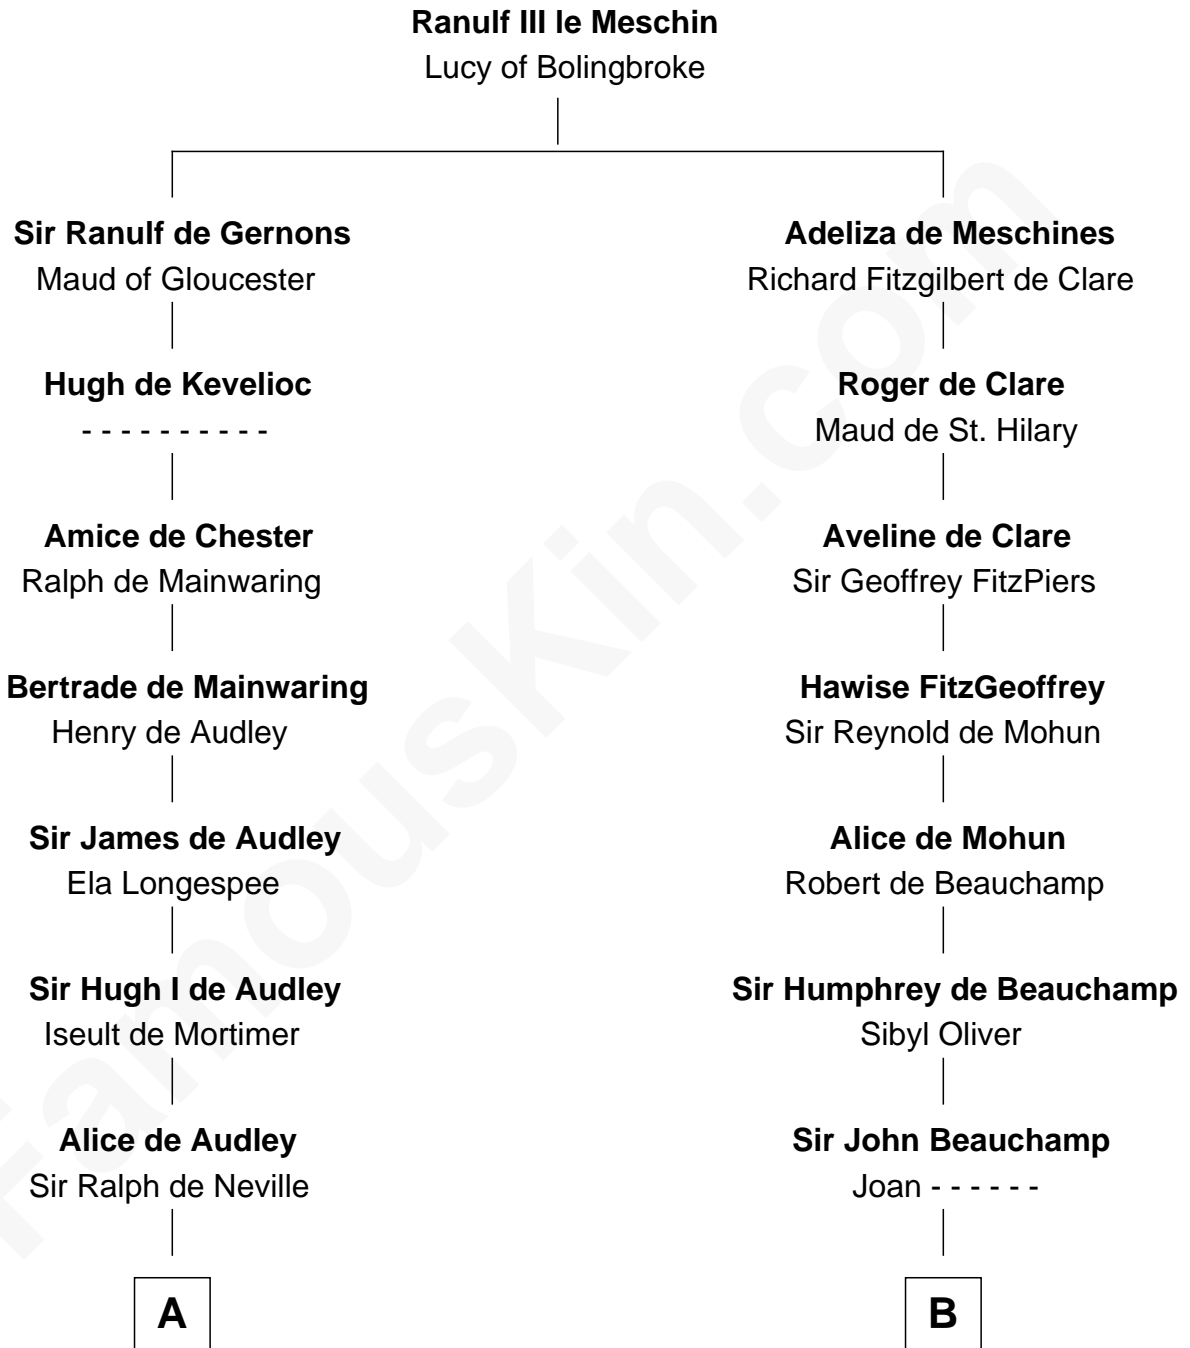 Ranulf III le Meschin
Lucy of Bolingbroke
Sir Ranulf de Gernons
Maud of Gloucester
Hugh de Kevelioc
- - - - - - - - - -
Amice de Chester
Ralph de Mainwaring
Bertrade de Mainwaring
Henry de Audley
Sir James de Audley
Ela Longespee
Sir Hugh I de Audley
Iseult de Mortimer
Alice de Audley
Sir Ralph de Neville
A
Adeliza de Meschines
Richard Fitzgilbert de Clare
Roger de Clare
Maud de St. Hilary
Aveline de Clare
Sir Geoffrey FitzPiers
Hawise FitzGeoffrey
Sir Reynold de Mohun
Alice de Mohun
Robert de Beauchamp
Sir Humphrey de Beauchamp
Sibyl Oliver
Sir John Beauchamp
Joan - - - - - -
B
FamousKin.com